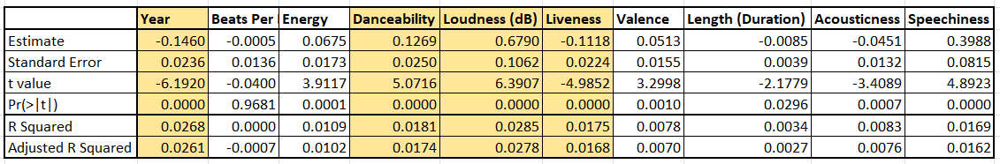 Year Beats Per Energy Danceability Loudness (dB) Liveness Valence Length (Duration) Acousticness Speechiness
Estimate -0.1460 -0.0005 0.0675 0.1269 0.6790 -0.1118 0.0513 -0.0085 -0.0451 0.3988
Standard Error 0.0236 0.0136 0.0173 0.0250 0.1062 0.0224 0.0155 0.0039 0.0132 0.0815
t value -6.1920 -0.0400 3.9117 5.0716 6.3907 -4.9852 3.2998 -2.1779 -3.4089 4.8923
Pr(>|t|) 0.0000 0.9681 0.0001 0.0000 0.0000 0.0000 0.0010 0.0296 0.0007 0.0000
R Squared 0.0268 0.0000 0.0109 0.0181 0.0285 0.0175 0.0078 0.0034 0.0083 0.0169
Adjusted R Squared 0.0261 -0.0007 0.0102 0.0174 0.0278 0.0168 0.0070 0.0027 0.0076 0.0162